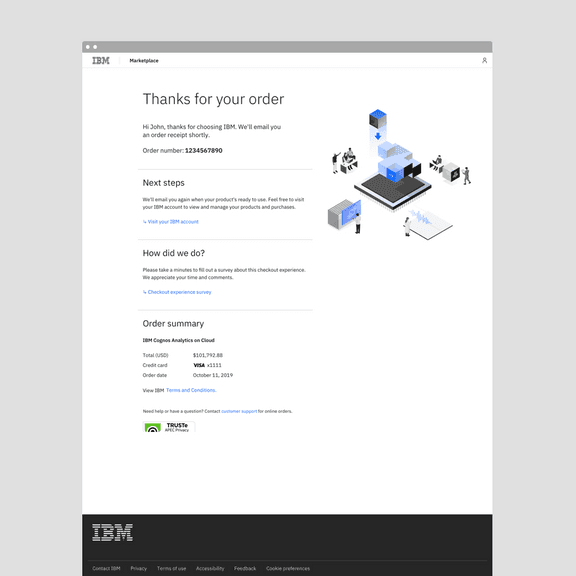 IBM
Marketplace
Thanks for your order
Hi John, thanks for choosing IBM. We'll email you
an order receipt shortly.
Order number: 1234567890
Next steps
We'll email you again when your product's ready to use. Feel free to visit
your IBM account to view and manage your products and purchases.
↳ Visit your IBM account
How did we do?
Please take a minutes to fill out a survey about this checkout experience.
We appreciate your time and comments.
↳ Checkout experience survey
Order summary
IBM Cognos Analytics on Cloud
Total (USD) $101,792.88
Credit card VISA x1111
Order date October 11, 2019
View IBM Terms and Conditions.
Need help or have a question? Contact customer support for online orders.
TRUSTe
APEC Privacy
IBM
Contact IBM Privacy Terms of use Accessibility Feedback Cookie preferences